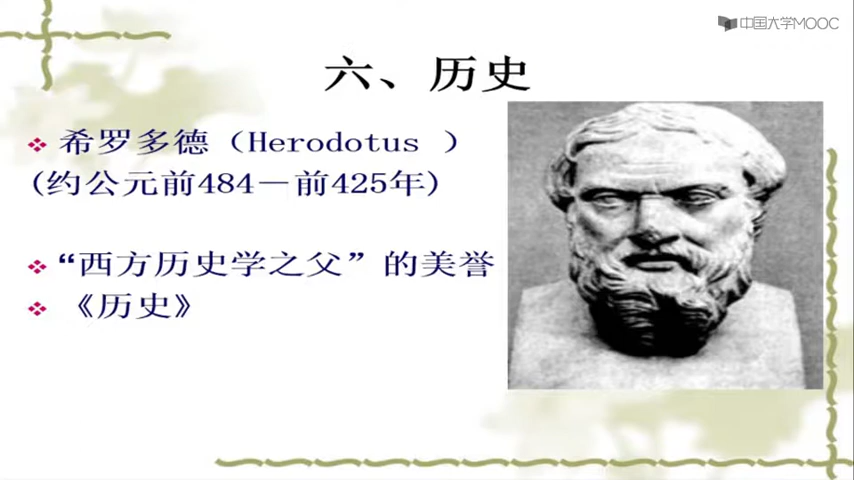 中国大学MOOC
六、历史
希罗多德（Herodotus ）
(约公元前484－前425年)
“西方历史学之父”的美誉
《历史》